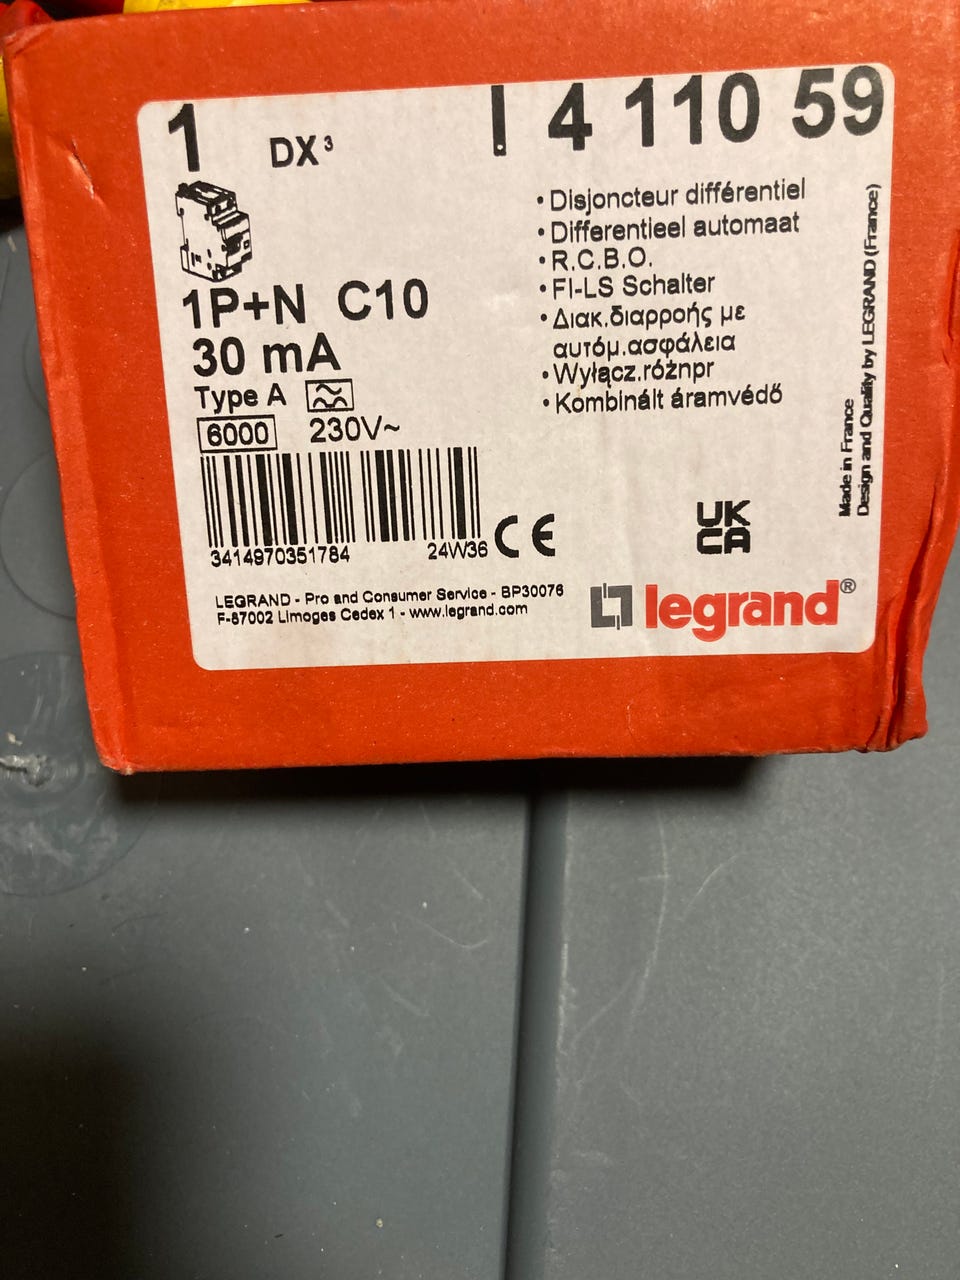 1 DX³ 4 110 59
• Disjoncteur différentiel
• Differentieel automaat
• R.C.B.O.
• FI-LS Schalter
• Διακ.διαρροής με
αυτόμ.ασφάλεια
• Wyłącz.różnpr
• Kombinált áramvédő
1P+N C10
30 mA
Type A
6000 230V~
3414970351784 24W36 CE
UK
CA
LEGRAND - Pro and Consumer Service - BP30076
F-87002 Limoges Cedex 1 - www.legrand.com
legrand®
Made in France
Design and Quality by LEGRAND (France)